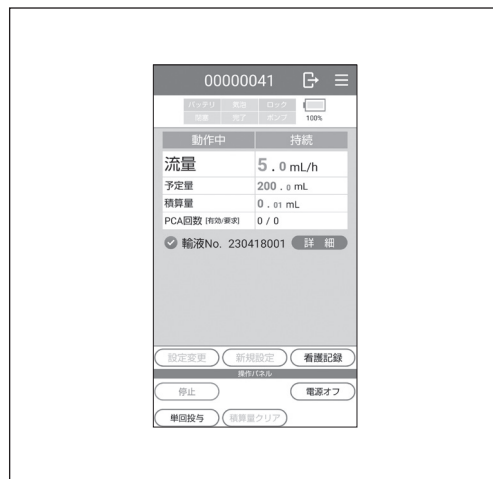 00000041
バッテリ 気泡 ロック
閉塞 完了 ポンプ 100%
動作中 持続
流量 5.0 mL/h
予定量 200.0 mL
積算量 0.01 mL
PCA回数 [有効/要求] 0 / 0
輸液No. 230418001 詳 細
設定変更 新規設定 看護記録
操作パネル
停止 電源オフ
単回投与 積算量クリア